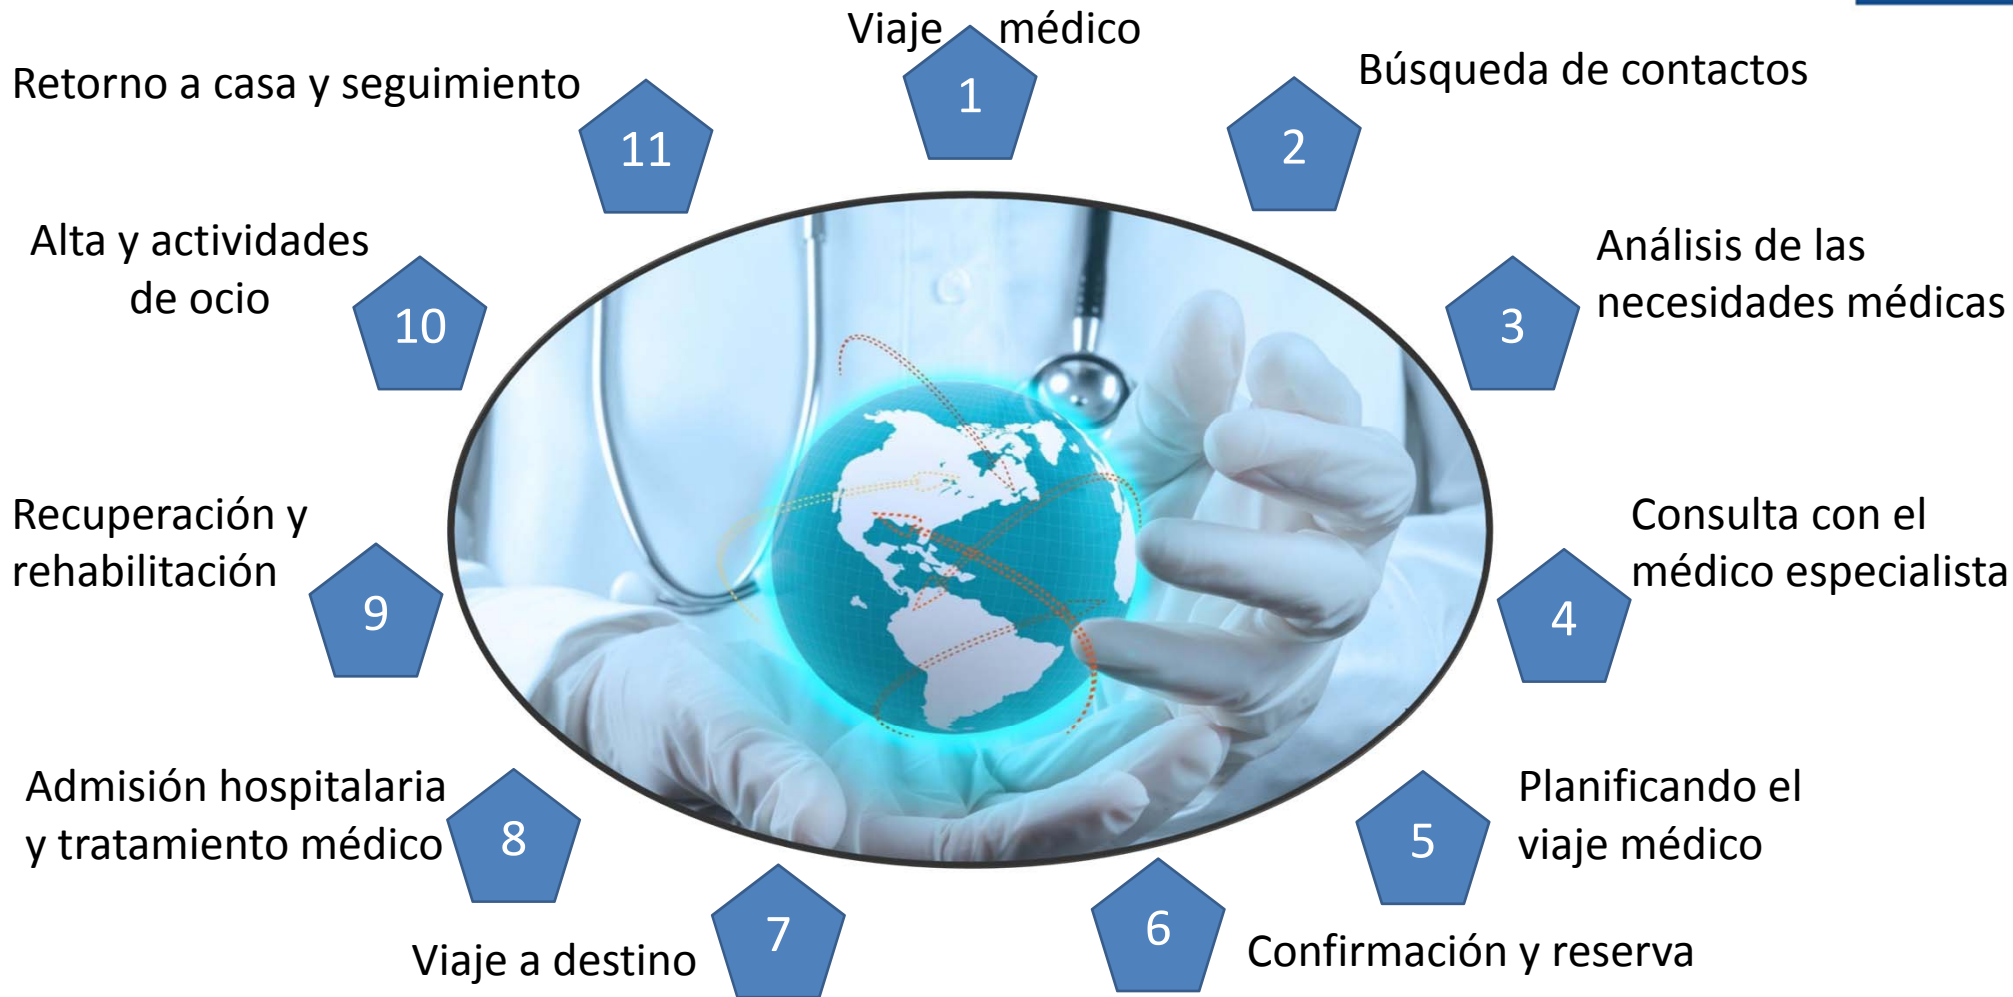 Viaje médico
1
2
Búsqueda de contactos
3
Análisis de las
necesidades médicas
4
Consulta con el
médico especialista
5
Planificando el
viaje médico
6
Confirmación y reserva
7
Viaje a destino
8
Admisión hospitalaria
y tratamiento médico
9
Recuperación y
rehabilitación
10
Alta y actividades
de ocio
11
Retorno a casa y seguimiento